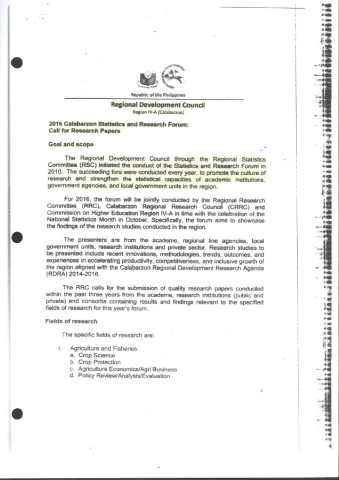 Republic of the Philippines
Regional Development Council
Region IV-A (Calabarzon)
2016 Calabarzon Statistics and Research Forum:
Call for Research Papers
Goal and scope
The Regional Development Council through the Regional Statistics
Committee (RSC) initiated the conduct of the Statistics and Research Forum in
2010. The succeeding fora were conducted every year, to promote the culture of
research and strengthen the statistical capacities of academic institutions,
government agencies, and local government units in the region.
For 2016, the forum will be jointly conducted by the Regional Research
Committee (RRC), Calabarzon Regional Research Council (CRRC) and
Commission on Higher Education Region IV-A in time with the celebration of the
National Statistics Month in October. Specifically, the forum aims to showcase
the findings of the research studies conducted in the region.
The presenters are from the academe, regional line agencies, local
government units, research institutions and private sector. Research studies to
be presented include recent innovations, methodologies, trends, outcomes, and
experiences in accelerating productivity, competitiveness, and inclusive growth of
the region aligned with the Calabarzon Regional Development Research Agenda
(RDRA) 2014-2016.
The RRC calls for the submission of quality research papers conducted
within the past three years from the academe, research institutions (public and
private) and consortia containing results and findings relevant to the specified
fields of research for this year's forum.
Fields of research
The specific fields of research are:
I. Agriculture and Fisheries
a. Crop Science
b. Crop Protection
c. Agriculture Economics/Agri Business
d. Policy Review/Analysis/Evaluation